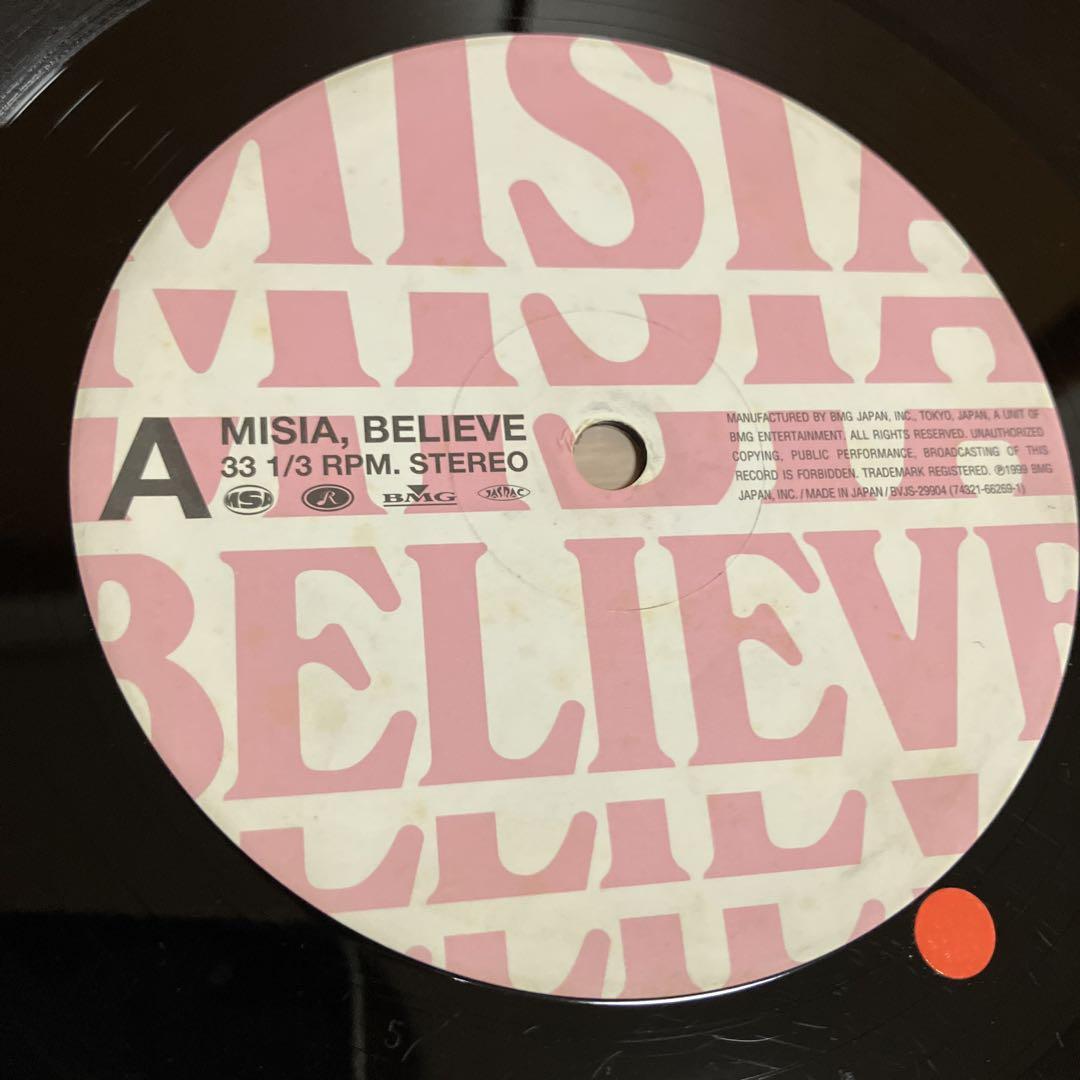 MISIA
MISIA
A
MISIA, BELIEVE
33 1/3 RPM. STEREO
MSA R BMG JASRAC
MANUFACTURED BY BMG JAPAN, INC., TOKYO, JAPAN, A UNIT OF
BMG ENTERTAINMENT. ALL RIGHTS RESERVED. UNAUTHORIZED
COPYING, PUBLIC PERFORMANCE, BROADCASTING OF THIS
RECORD IS FORBIDDEN. TRADEMARK REGISTERED. ℗1999 BMG
JAPAN, INC. / MADE IN JAPAN / BVJS-29904 (74321-66269-1)
BELIEVE